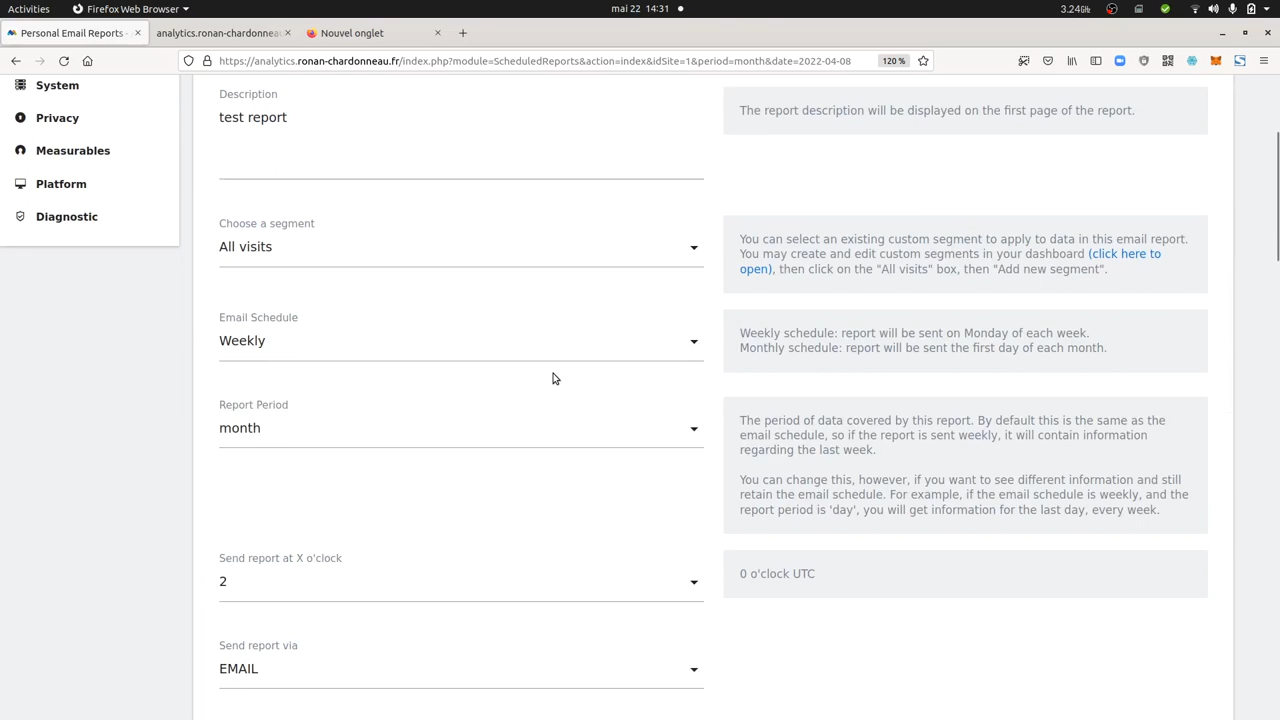 Activities
Firefox Web Browser
mai 22 14:31
3.24GHz
Personal Email Reports -
analytics.ronan-chardonneau
Nouvel onglet
https://analytics.ronan-chardonneau.fr/index.php?module=ScheduledReports&action=index&idSite=1&period=month&date=2022-04-08
120 %
System
Privacy
Measurables
Platform
Diagnostic
Description
test report
The report description will be displayed on the first page of the report.
Choose a segment
All visits
You can select an existing custom segment to apply to data in this email report.
You may create and edit custom segments in your dashboard (click here to
open), then click on the "All visits" box, then "Add new segment".
Email Schedule
Weekly
Weekly schedule: report will be sent on Monday of each week.
Monthly schedule: report will be sent the first day of each month.
Report Period
month
The period of data covered by this report. By default this is the same as the
email schedule, so if the report is sent weekly, it will contain information
regarding the last week.
You can change this, however, if you want to see different information and still
retain the email schedule. For example, if the email schedule is weekly, and the
report period is 'day', you will get information for the last day, every week.
Send report at X o'clock
2
0 o'clock UTC
Send report via
EMAIL